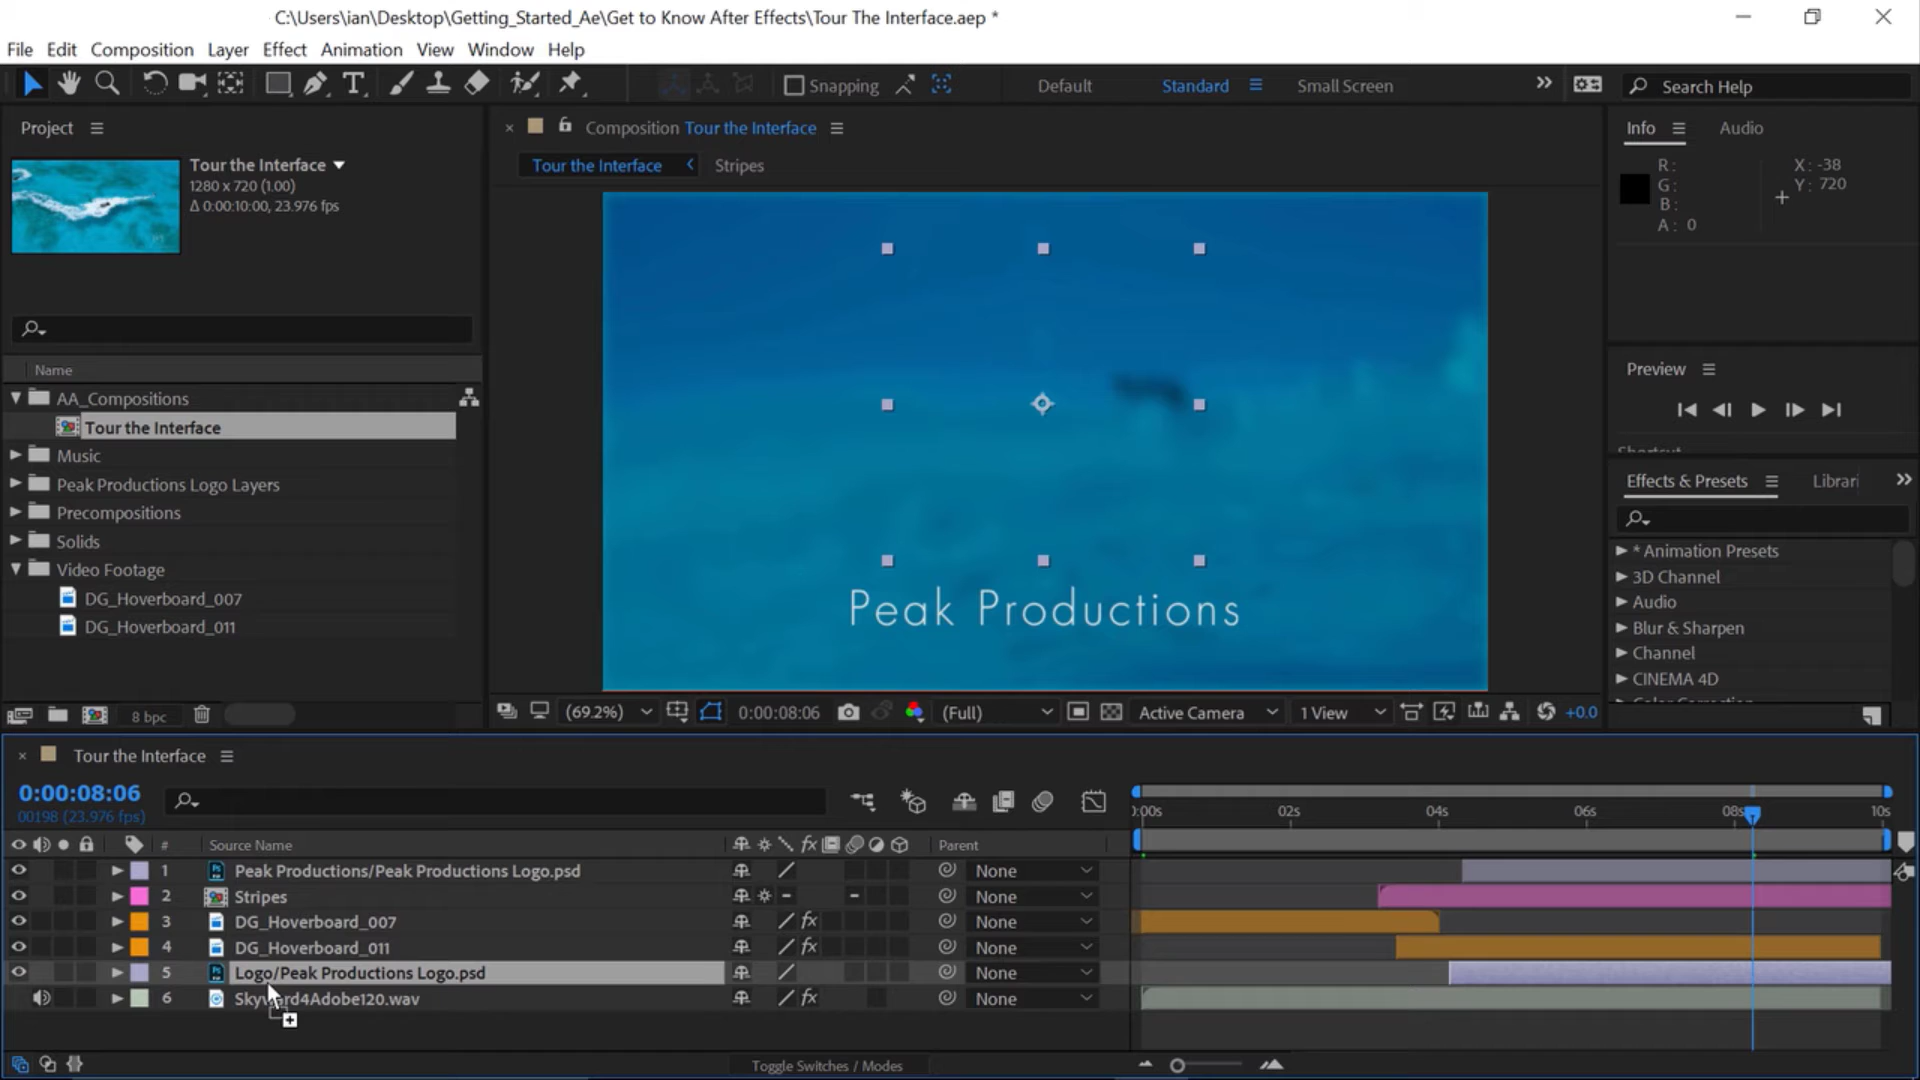 C:\Users\ian\Desktop\Getting_Started_Ae\Get to Know After Effects\Tour The Interface.aep *
File Edit Composition Layer Effect Animation View Window Help
Snapping Default Standard Small Screen Search Help
Project
Tour the Interface
1280 x 720 (1.00)
Δ 0:00:10:00, 23.976 fps
Name
AA_Compositions
Tour the Interface
Music
Peak Productions Logo Layers
Precompositions
Solids
Video Footage
DG_Hoverboard_007
DG_Hoverboard_011
8 bpc
Composition Tour the Interface
Tour the Interface Stripes
Peak Productions
(69.2%) 0:00:08:06 (Full) Active Camera 1 View +0.0
Info Audio
R: X: -38
G: Y: 720
B:
A: 0
Preview
Effects & Presets Librari
* Animation Presets
3D Channel
Audio
Blur & Sharpen
Channel
CINEMA 4D
Tour the Interface
0:00:08:06
00198 (23.976 fps)
:00s 02s 04s 06s 08s 10s
# Source Name fx Parent
1 Peak Productions/Peak Productions Logo.psd None
2 Stripes None
3 DG_Hoverboard_007 fx None
4 DG_Hoverboard_011 fx None
5 Logo/Peak Productions Logo.psd None
6 Skyward4Adobe120.wav fx None
Toggle Switches / Modes